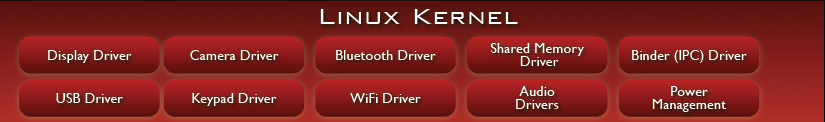 Linux Kernel
Display Driver
Camera Driver
Bluetooth Driver
Shared Memory
Driver
Binder (IPC) Driver
USB Driver
Keypad Driver
WiFi Driver
Audio
Drivers
Power
Management